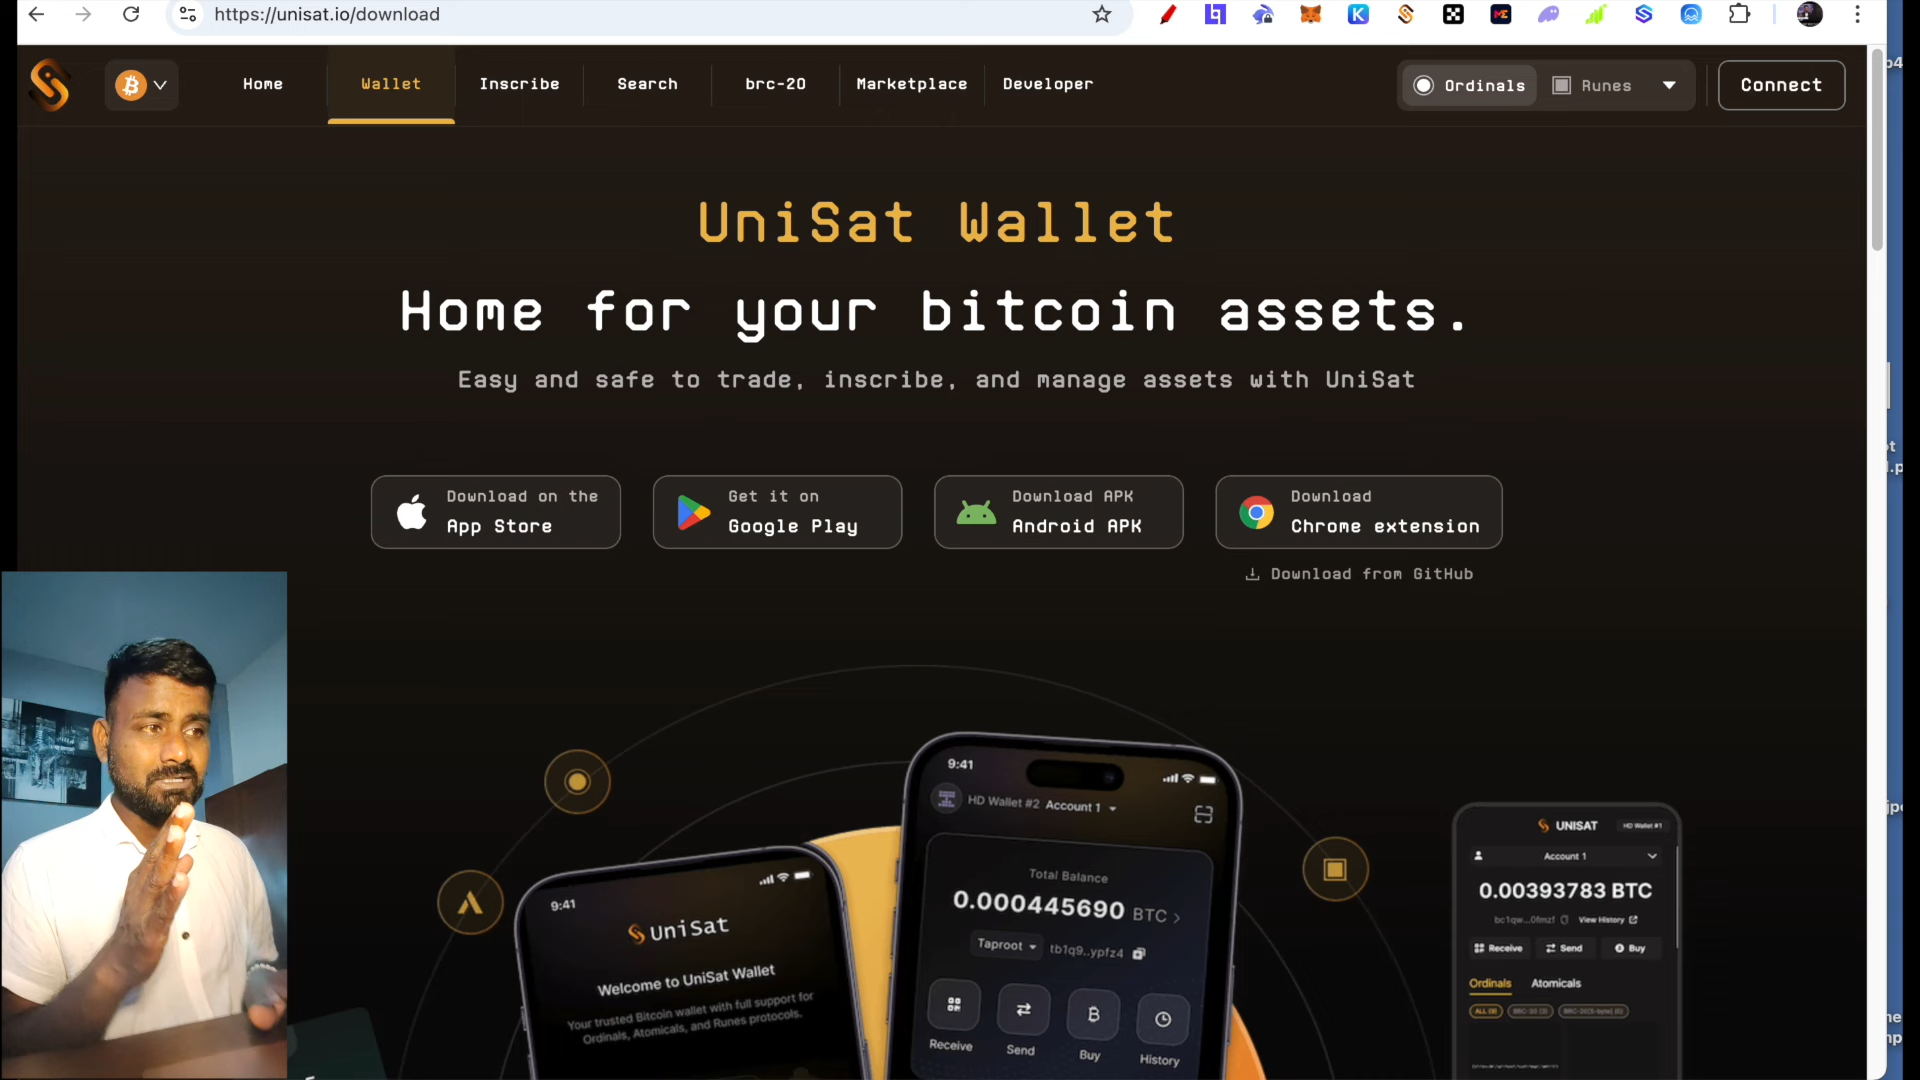 https://unisat.io/download
Home
Wallet
Inscribe
Search
brc-20
Marketplace
Developer
Ordinals
Runes
Connect
UniSat Wallet
Home for your bitcoin assets.
Easy and safe to trade, inscribe, and manage assets with UniSat
Download on the
App Store
Get it on
Google Play
Download APK
Android APK
Download
Chrome extension
Download from GitHub
9:41
UniSat
Welcome to UniSat Wallet
Your trusted Bitcoin wallet with full support for
Ordinals, Atomicals, and Runes protocols.
9:41
HD Wallet #2 Account 1
Total Balance
0.000445690 BTC
Taproot
tb1q9..ypfz4
Receive
Send
Buy
History
UNISAT
HD Wallet #1
Account 1
0.00393783 BTC
bc1qw...0fmzf
View History
Receive
Send
Buy
Ordinals
Atomicals